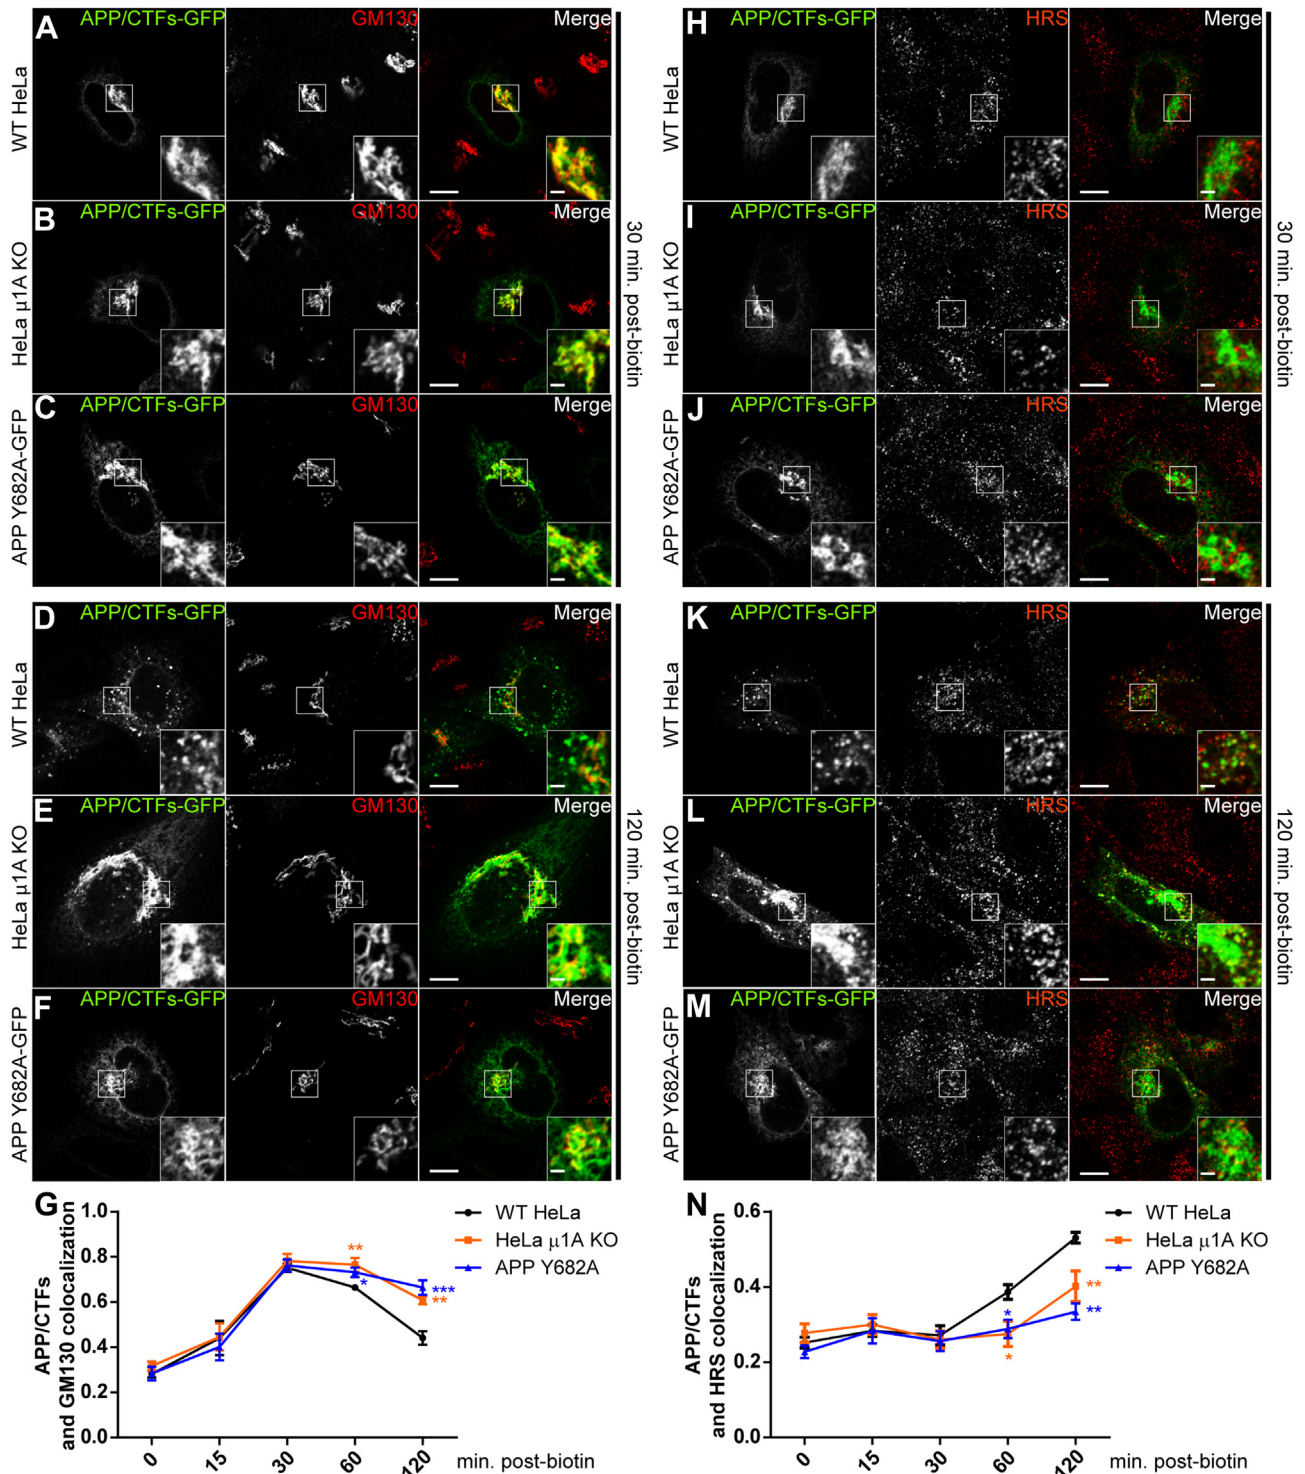 A APP/CTFs-GFP GM130 Merge
WT HeLa
B APP/CTFs-GFP GM130 Merge
HeLa µ1A KO
C APP/CTFs-GFP GM130 Merge
APP Y682A-GFP
30 min. post-biotin
D APP/CTFs-GFP GM130 Merge
WT HeLa
E APP/CTFs-GFP GM130 Merge
HeLa µ1A KO
F APP/CTFs-GFP GM130 Merge
APP Y682A-GFP
120 min. post-biotin
G
APP/CTFs
and GM130 colocalization
1.0
0.8
0.6
0.4
0.2
0.0
WT HeLa
HeLa µ1A KO
APP Y682A
**
*
***
**
0 15 30 60 120 min. post-biotin
H APP/CTFs-GFP HRS Merge
WT HeLa
I APP/CTFs-GFP HRS Merge
HeLa µ1A KO
J APP/CTFs-GFP HRS Merge
APP Y682A-GFP
30 min. post-biotin
K APP/CTFs-GFP HRS Merge
WT HeLa
L APP/CTFs-GFP HRS Merge
HeLa µ1A KO
M APP/CTFs-GFP HRS Merge
APP Y682A-GFP
120 min. post-biotin
N
APP/CTFs
and HRS colocalization
0.6
0.4
0.2
0.0
WT HeLa
HeLa µ1A KO
APP Y682A
*
*
**
**
0 15 30 60 120 min. post-biotin